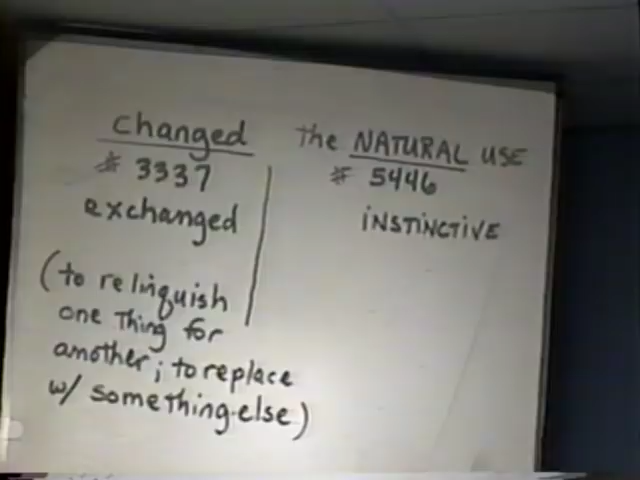 changed
# 3337
exchanged
(to relinquish
one thing for
another; to replace
w/ something else)
the NATURAL USE
# 5446
INSTINCTIVE